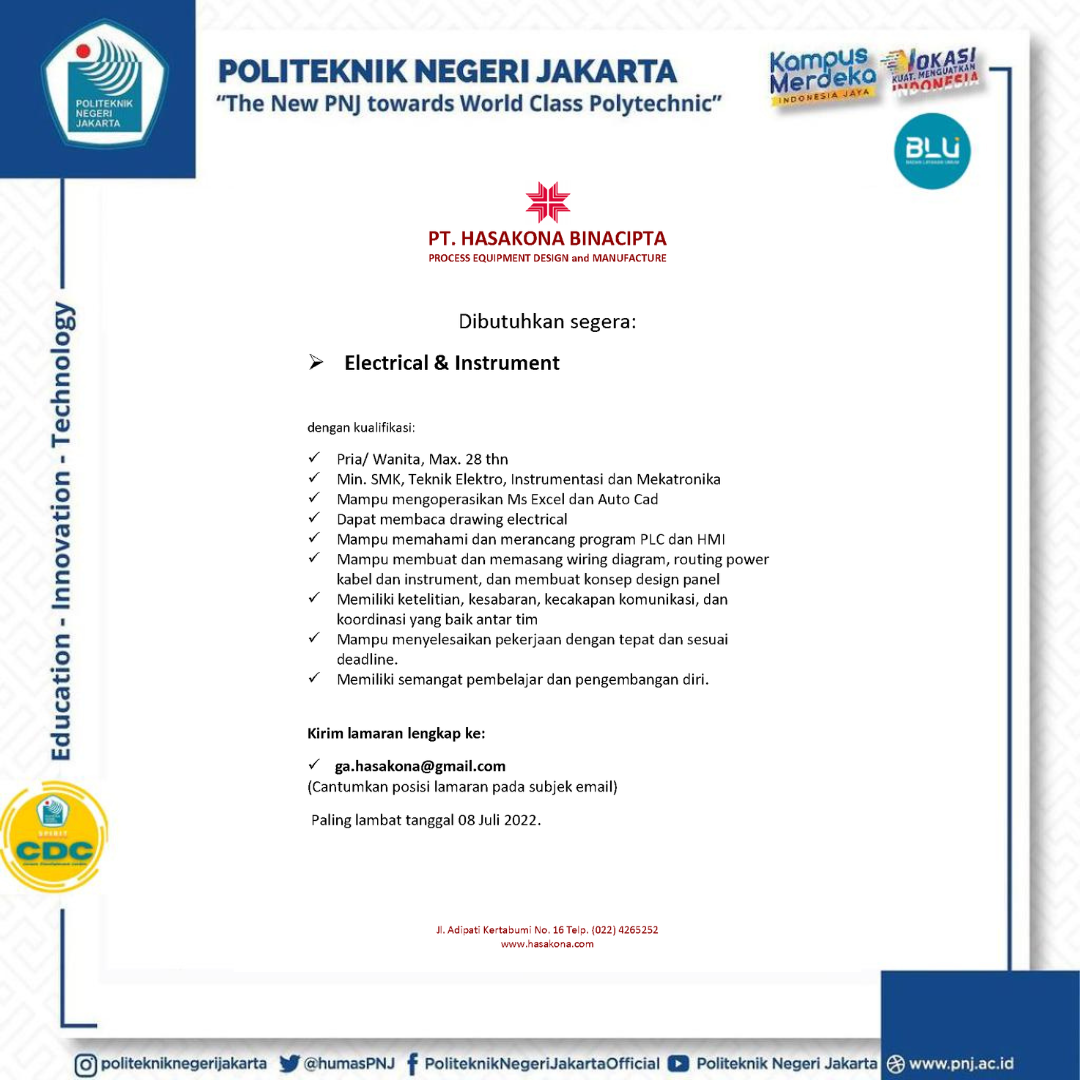 POLITEKNIK
NEGERI
JAKARTA
POLITEKNIK NEGERI JAKARTA
“The New PNJ towards World Class Polytechnic”
Kampus
Merdeka
INDONESIA JAYA
VOKASI
KUAT, MENGUATKAN
INDONESIA
BLU
BADAN LAYANAN UMUM
PT. HASAKONA BINACIPTA
PROCESS EQUIPMENT DESIGN and MANUFACTURE
Dibutuhkan segera:
➢ Electrical & Instrument
dengan kualifikasi:
✓ Pria/ Wanita, Max. 28 thn
✓ Min. SMK, Teknik Elektro, Instrumentasi dan Mekatronika
✓ Mampu mengoperasikan Ms Excel dan Auto Cad
✓ Dapat membaca drawing electrical
✓ Mampu memahami dan merancang program PLC dan HMI
✓ Mampu membuat dan memasang wiring diagram, routing power
kabel dan instrument, dan membuat konsep design panel
✓ Memiliki ketelitian, kesabaran, kecakapan komunikasi, dan
koordinasi yang baik antar tim
✓ Mampu menyelesaikan pekerjaan dengan tepat dan sesuai
deadline.
✓ Memiliki semangat pembelajar dan pengembangan diri.
Kirim lamaran lengkap ke:
✓ ga.hasakona@gmail.com
(Cantumkan posisi lamaran pada subjek email)
Paling lambat tanggal 08 Juli 2022.
Jl. Adipati Kertabumi No. 16 Telp. (022) 4265252
www.hasakona.com
Education - Innovation - Technology
SPIRIT
CDC
Career Development Center
politekniknegerijakarta @humasPNJ PoliteknikNegeriJakartaOfficial Politeknik Negeri Jakarta www.pnj.ac.id